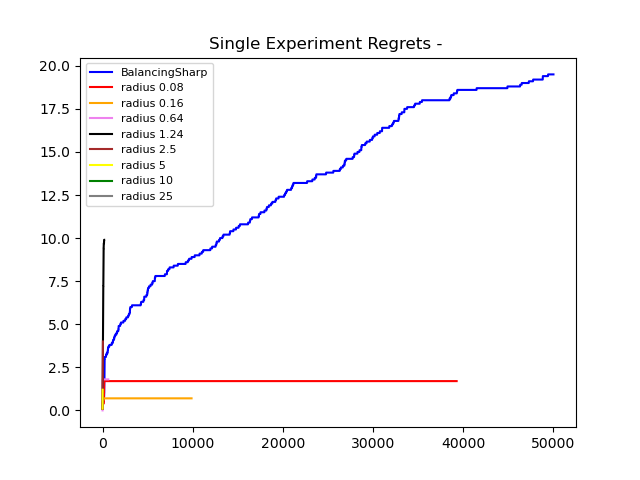 Single Experiment Regrets -
20.0
17.5
15.0
12.5
10.0
7.5
5.0
2.5
0.0
BalancingSharp
radius 0.08
radius 0.16
radius 0.64
radius 1.24
radius 2.5
radius 5
radius 10
radius 25
0 10000 20000 30000 40000 50000